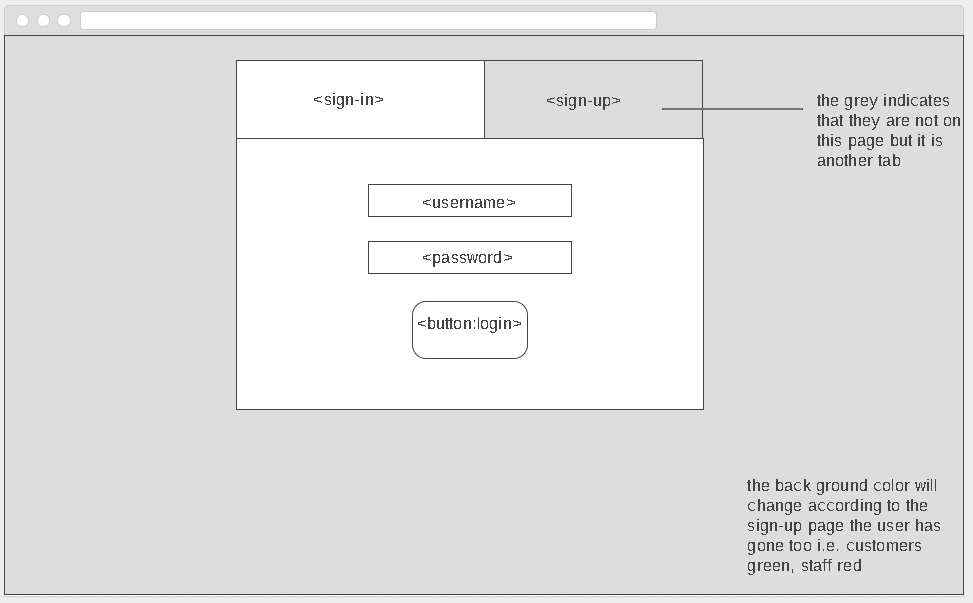 <sign-in>
<sign-up>
the grey indicates
that they are not on
this page but it is
another tab
<username>
<password>
<button:login>
the back ground color will
change according to the
sign-up page the user has
gone too i.e. customers
green, staff red